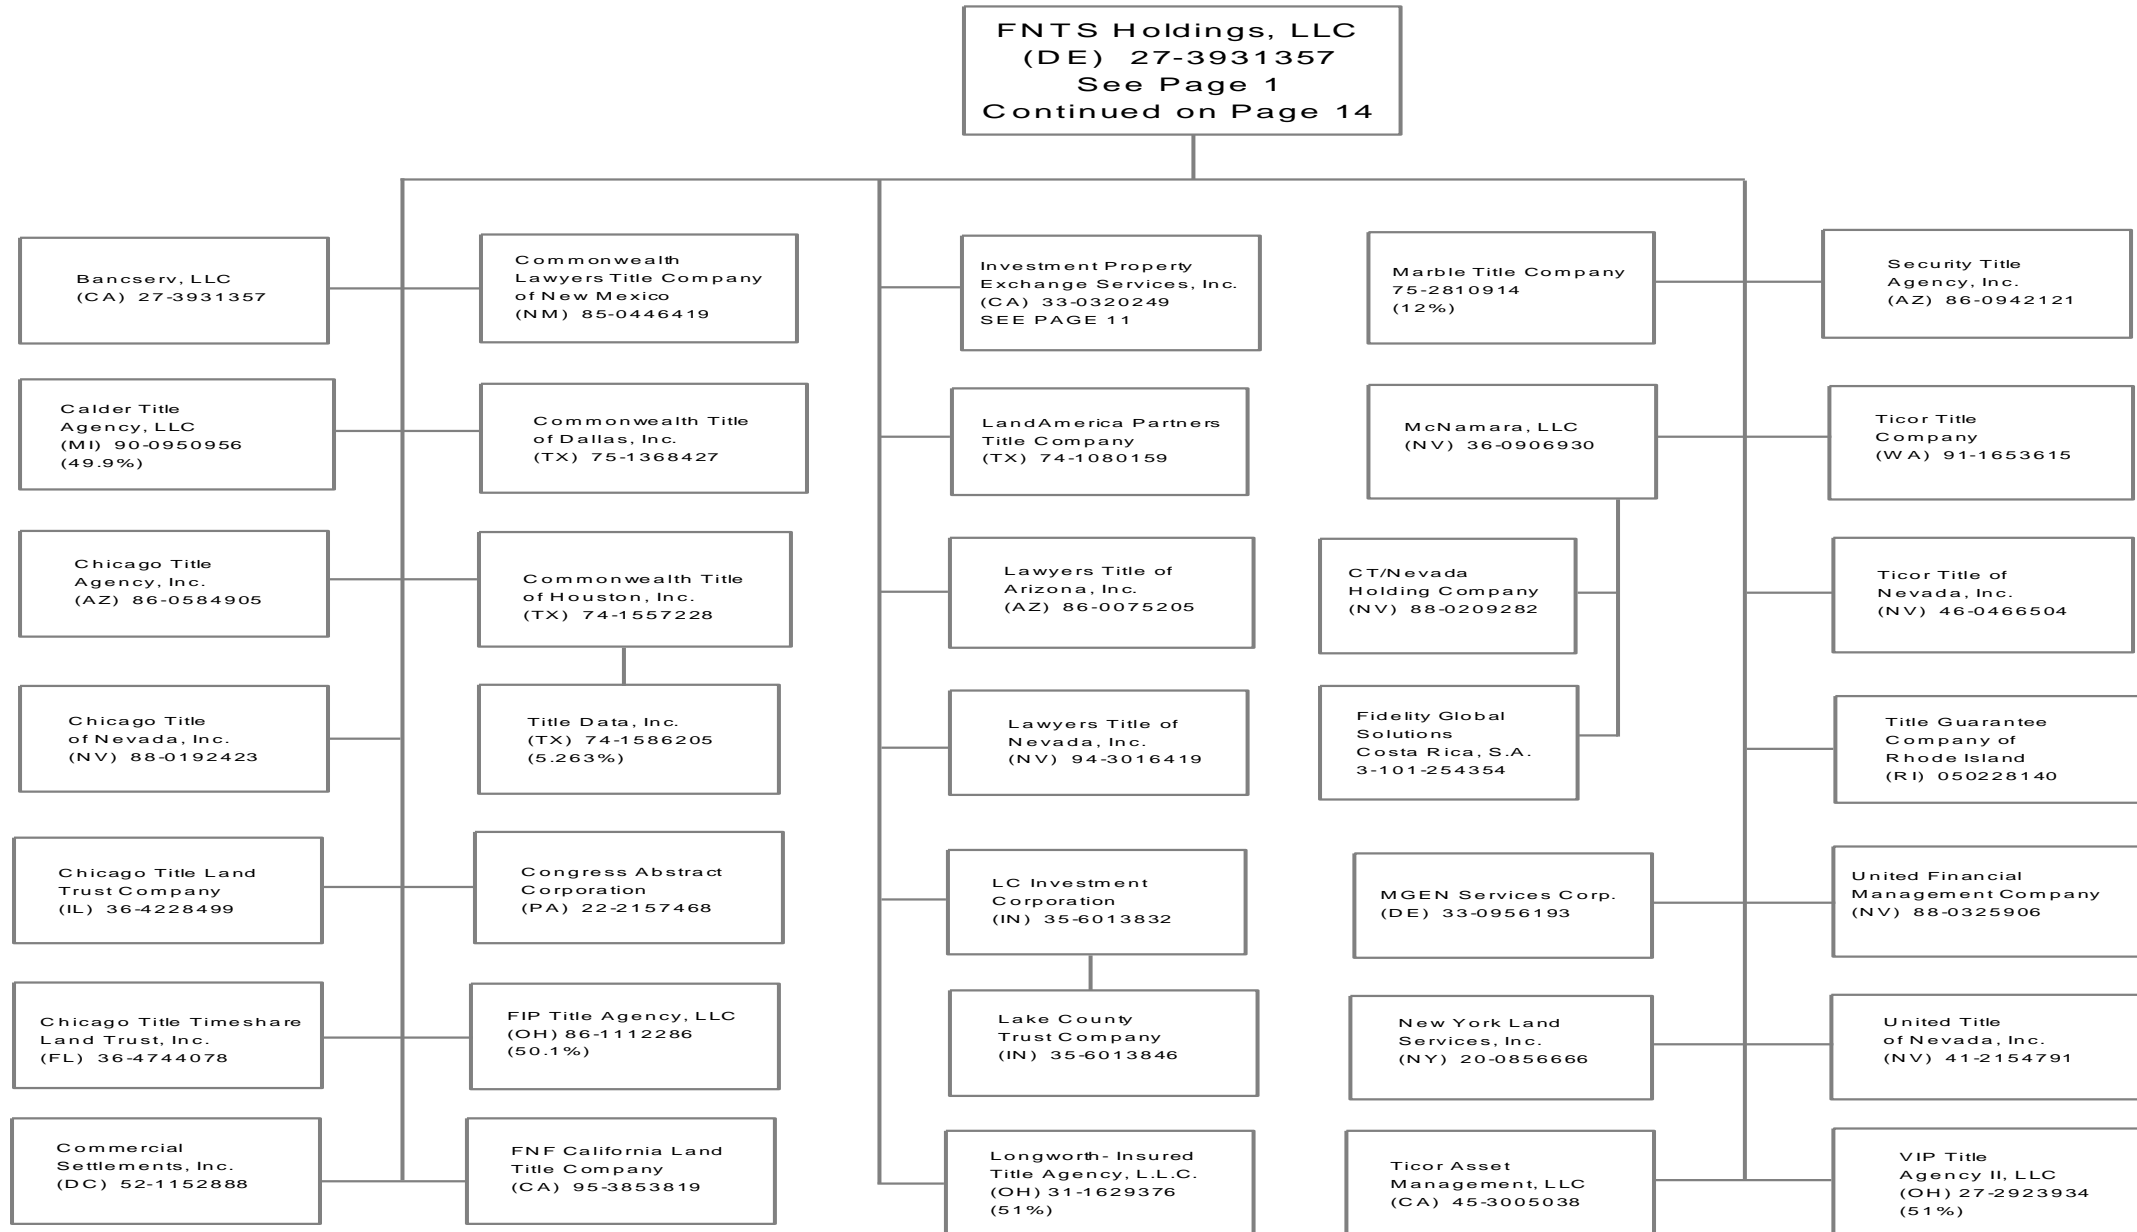 FNTS Holdings, LLC
(DE) 27-3931357
See Page 1
Continued on Page 14
Bancserv, LLC
(CA) 27-3931357
Commonwealth
Lawyers Title Company
of New Mexico
(NM) 85-0446419
Investment Property
Exchange Services, Inc.
(CA) 33-0320249
SEE PAGE 11
Marble Title Company
75-2810914
(12%)
Security Title
Agency, Inc.
(AZ) 86-0942121
Calder Title
Agency, LLC
(MI) 90-0950956
(49.9%)
Commonwealth Title
of Dallas, Inc.
(TX) 75-1368427
LandAmerica Partners
Title Company
(TX) 74-1080159
McNamara, LLC
(NV) 36-0906930
Ticor Title
Company
(WA) 91-1653615
Chicago Title
Agency, Inc.
(AZ) 86-0584905
Commonwealth Title
of Houston, Inc.
(TX) 74-1557228
Lawyers Title of
Arizona, Inc.
(AZ) 86-0075205
CT/Nevada
Holding Company
(NV) 88-0209282
Ticor Title of
Nevada, Inc.
(NV) 46-0466504
Chicago Title
of Nevada, Inc.
(NV) 88-0192423
Title Data, Inc.
(TX) 74-1586205
(5.263%)
Lawyers Title of
Nevada, Inc.
(NV) 94-3016419
Fidelity Global
Solutions
Costa Rica, S.A.
3-101-254354
Title Guarantee
Company of
Rhode Island
(RI) 050228140
Chicago Title Land
Trust Company
(IL) 36-4228499
Congress Abstract
Corporation
(PA) 22-2157468
LC Investment
Corporation
(IN) 35-6013832
MGEN Services Corp.
(DE) 33-0956193
United Financial
Management Company
(NV) 88-0325906
Chicago Title Timeshare
Land Trust, Inc.
(FL) 36-4744078
FIP Title Agency, LLC
(OH) 86-1112286
(50.1%)
Lake County
Trust Company
(IN) 35-6013846
New York Land
Services, Inc.
(NY) 20-0856666
United Title
of Nevada, Inc.
(NV) 41-2154791
Commercial
Settlements, Inc.
(DC) 52-1152888
FNF California Land
Title Company
(CA) 95-3853819
Longworth- Insured
Title Agency, L.L.C.
(OH) 31-1629376
(51%)
Ticor Asset
Management, LLC
(CA) 45-3005038
VIP Title
Agency II, LLC
(OH) 27-2923934
(51%)